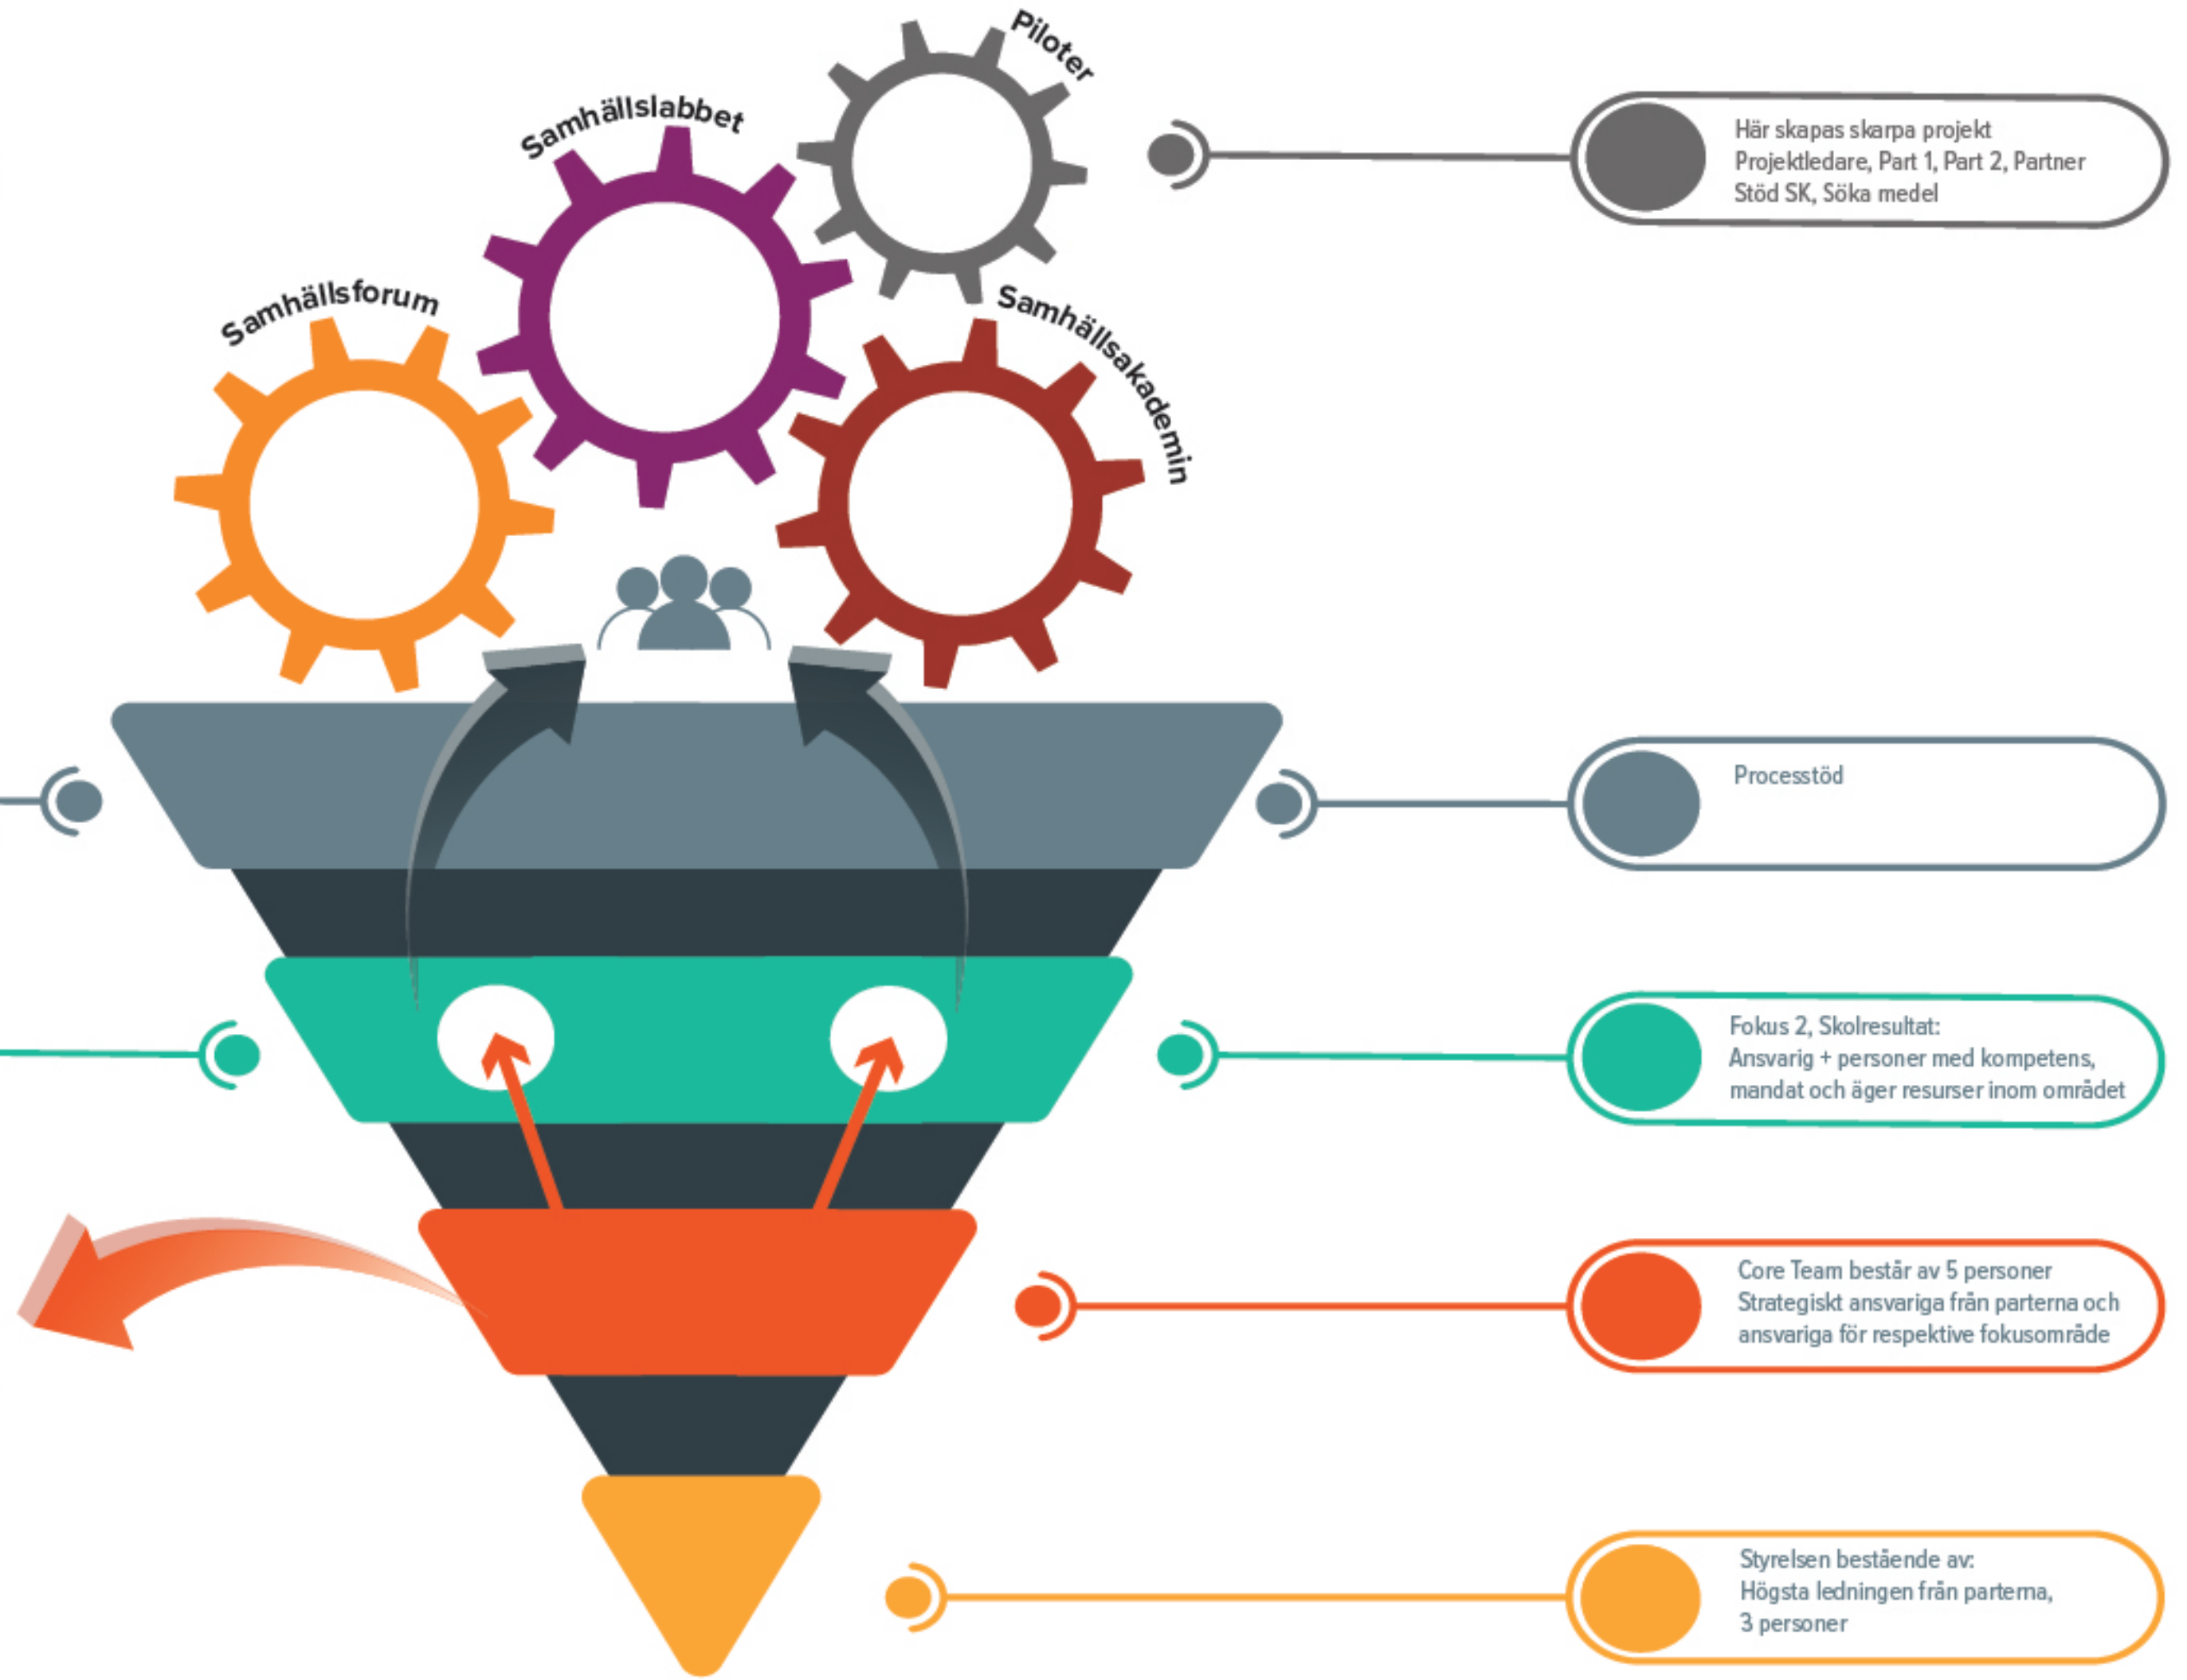 Piloter
Samhällslabbet
Samhällsforum
Samhällsakademin
Här skapas skarpa projekt
Projektledare, Part 1, Part 2, Partner
Stöd SK, Söka medel
Processtöd
Fokus 2, Skolresultat:
Ansvarig + personer med kompetens,
mandat och äger resurser inom området
Core Team består av 5 personer
Strategiskt ansvariga från parterna och
ansvariga för respektive fokusområde
Styrelsen bestående av:
Högsta ledningen från parterna,
3 personer